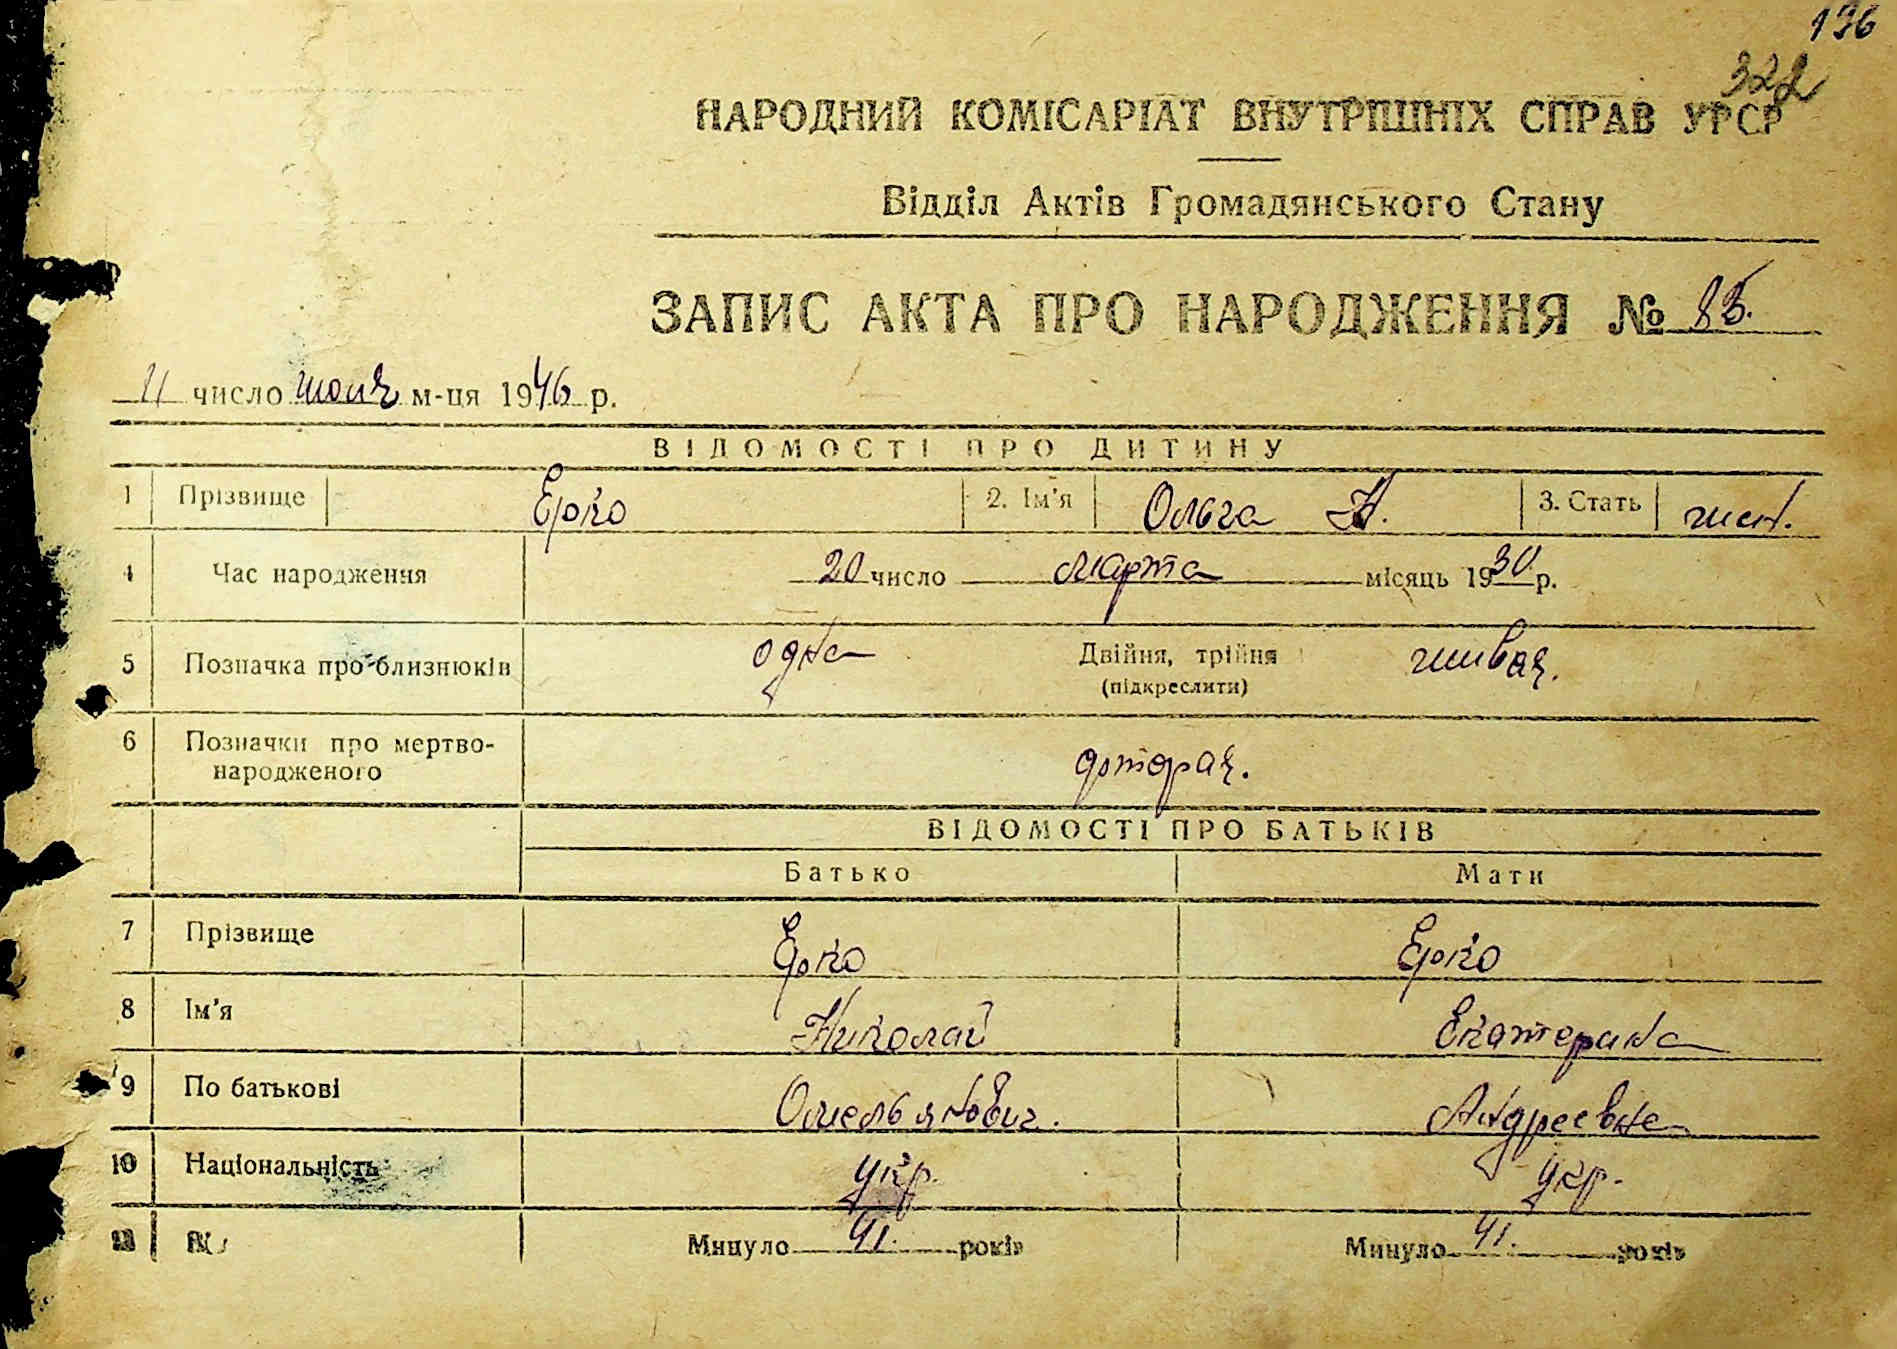 136
322
НАРОДНИЙ КОМІСАРІАТ ВНУТРІШНІХ СПРАВ УРСР
Відділ Актів Громадянського Стану
ЗАПИС АКТА ПРО НАРОДЖЕННЯ № 85.
11 число июня м-ця 1946 р.
ВІДОМОСТІ ПРО ДИТИНУ
1 Прізвище Ерко 2. Ім'я Ольга Н. 3. Стать жен.
4 Час народження 20 число марта місяць 1930 р.
5 Позначка про близнюків одна Двійня, трійня живая.
(підкреслити)
6 Позначки про мертво-
народженого
ВІДОМОСТІ ПРО БАТЬКІВ
Батько Мати
7 Прізвище Ерко Ерко
8 Ім'я Николай Екатерина
9 По батькові Омельянович. Андреевна
10 Національність укр. укр.
11 Минуло 41. років Минуло 41. років